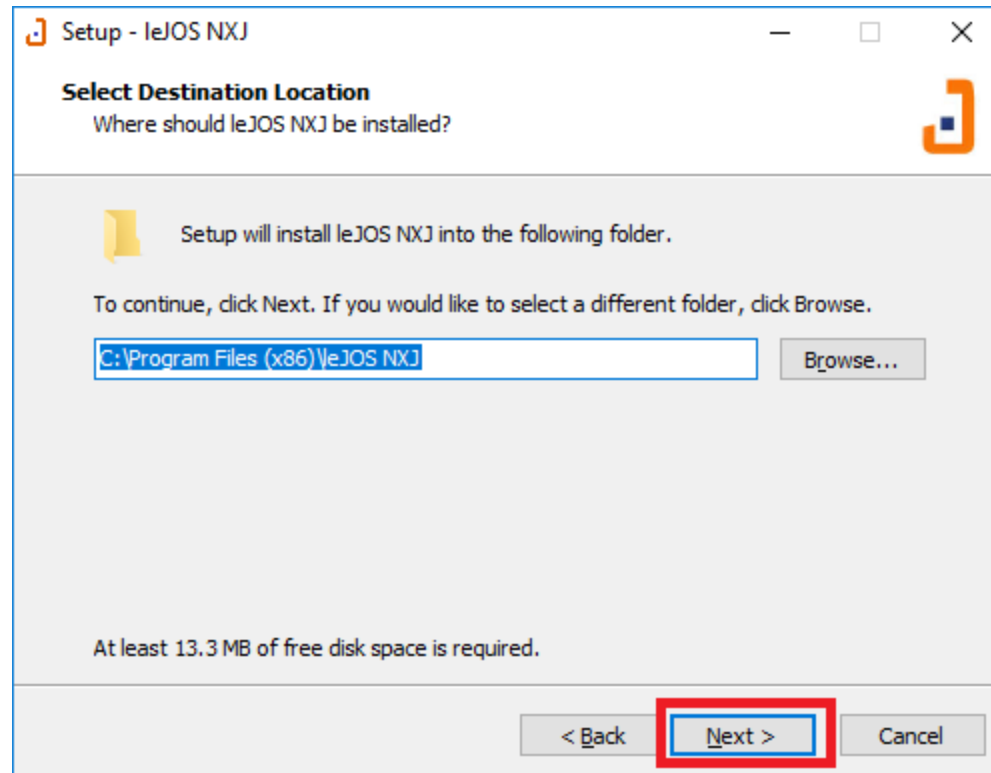 Setup - leJOS NXJ
Select Destination Location
Where should leJOS NXJ be installed?
Setup will install leJOS NXJ into the following folder.
To continue, click Next. If you would like to select a different folder, click Browse.
C:\Program Files (x86)\leJOS NXJ
Browse...
At least 13.3 MB of free disk space is required.
< Back
Next >
Cancel